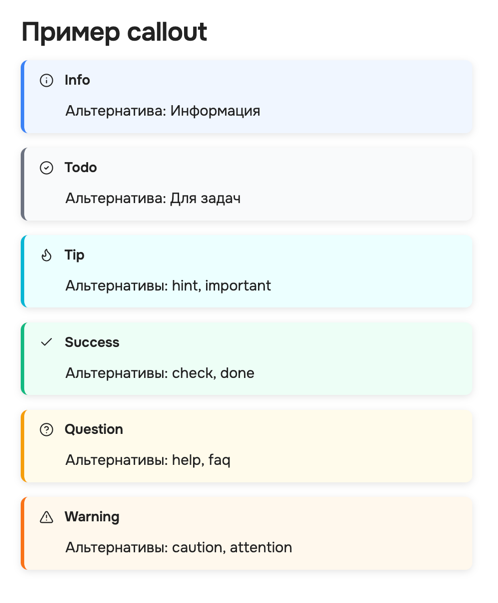 Пример callout
Info
Альтернатива: Информация
Todo
Альтернатива: Для задач
Tip
Альтернативы: hint, important
Success
Альтернативы: check, done
Question
Альтернативы: help, faq
Warning
Альтернативы: caution, attention